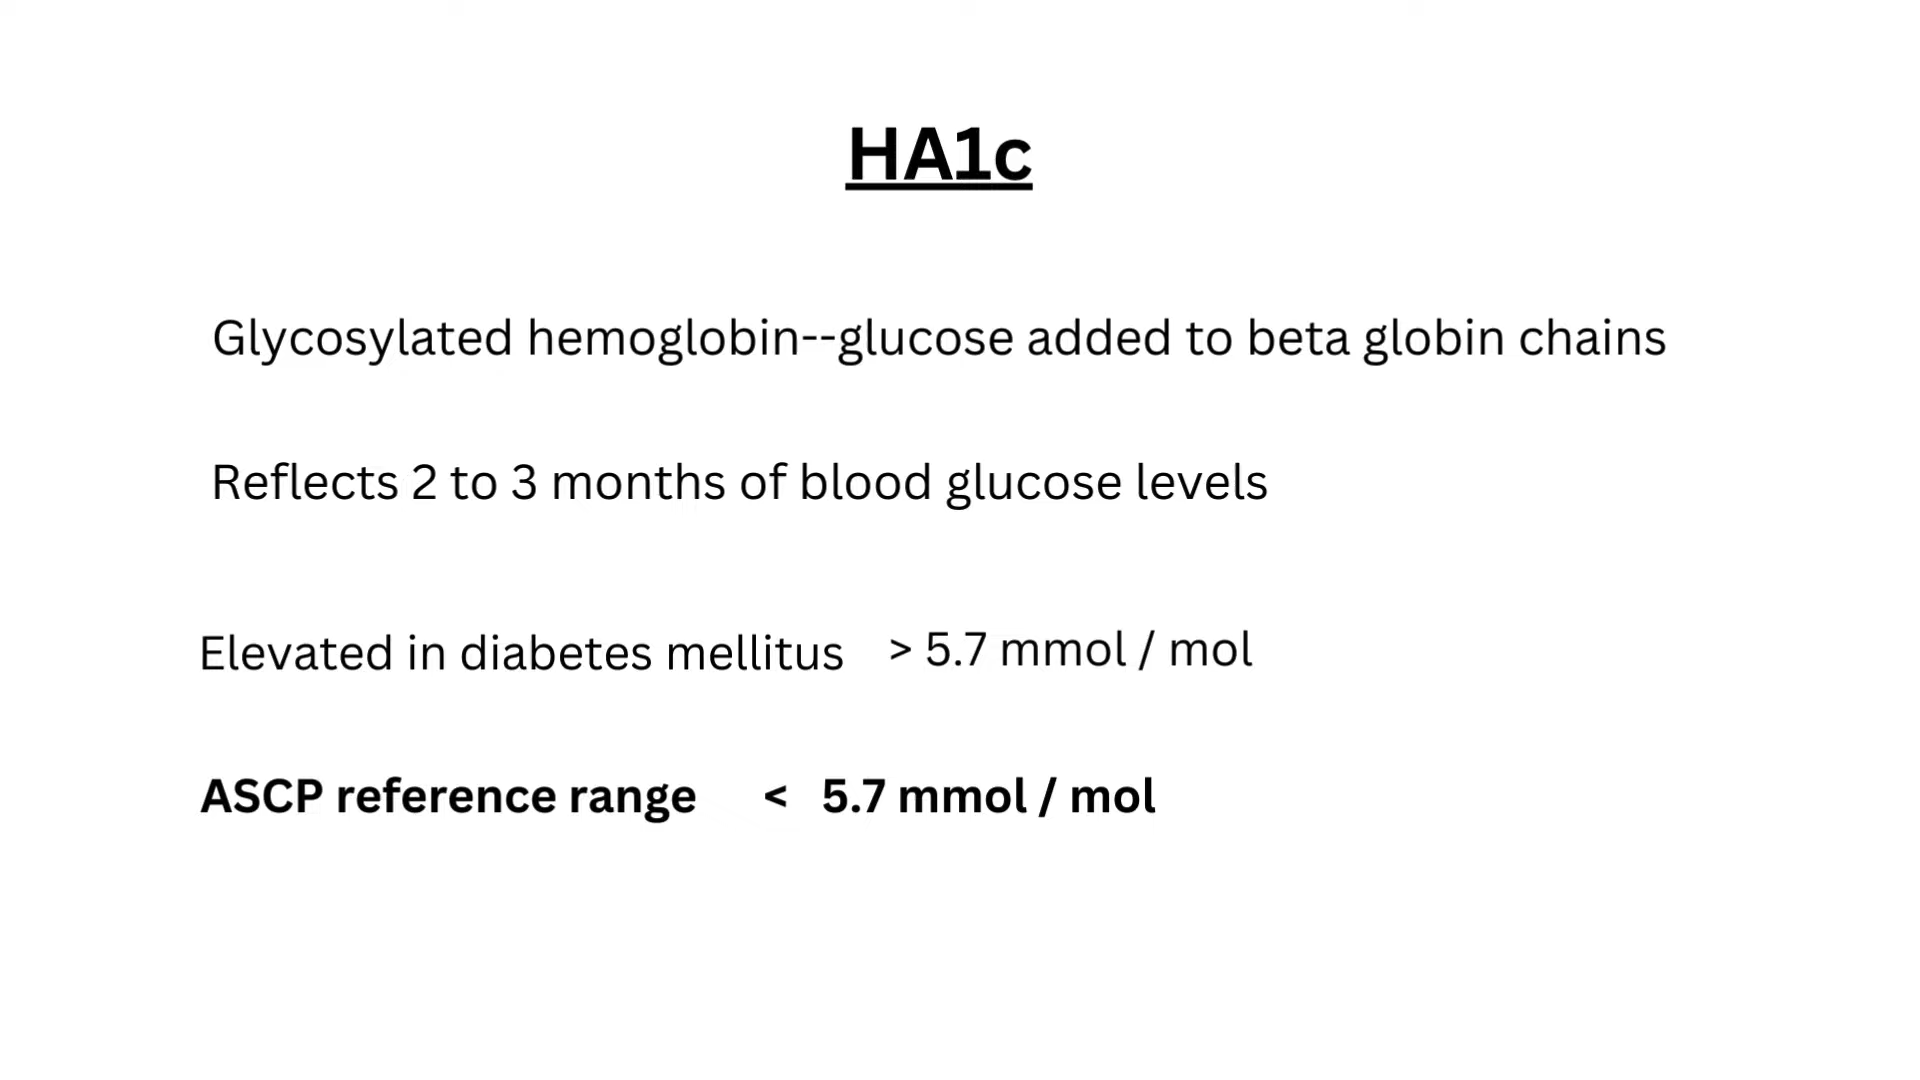 HA1c
Glycosylated hemoglobin--glucose added to beta globin chains
Reflects 2 to 3 months of blood glucose levels
Elevated in diabetes mellitus > 5.7 mmol / mol
ASCP reference range < 5.7 mmol / mol